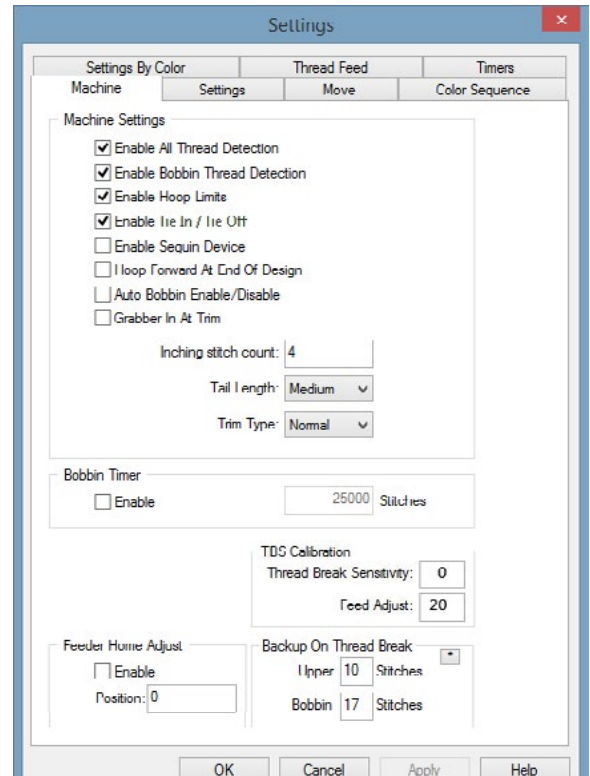 Settings
Settings By Color Thread Feed Timers
Machine Settings Move Color Sequence
Machine Settings
Enable All Thread Detection
Enable Bobbin Thread Detection
Enable Hoop Limits
Enable Tie In / Tie Off
Enable Sequin Device
Hoop Forward At End Of Design
Auto Bobbin Enable/Disable
Grabber In At Trim
Inching stitch count: 4
Tail Length: Medium
Trim Type: Normal
Bobbin Timer
Enable 25000 Stitches
TBS Calibration
Thread Break Sensitivity: 0
Feed Adjust: 20
Feeder Home Adjust
Enable
Position: 0
Backup On Thread Break *
Upper 10 Stitches
Bobbin 17 Stitches
OK Cancel Apply Help